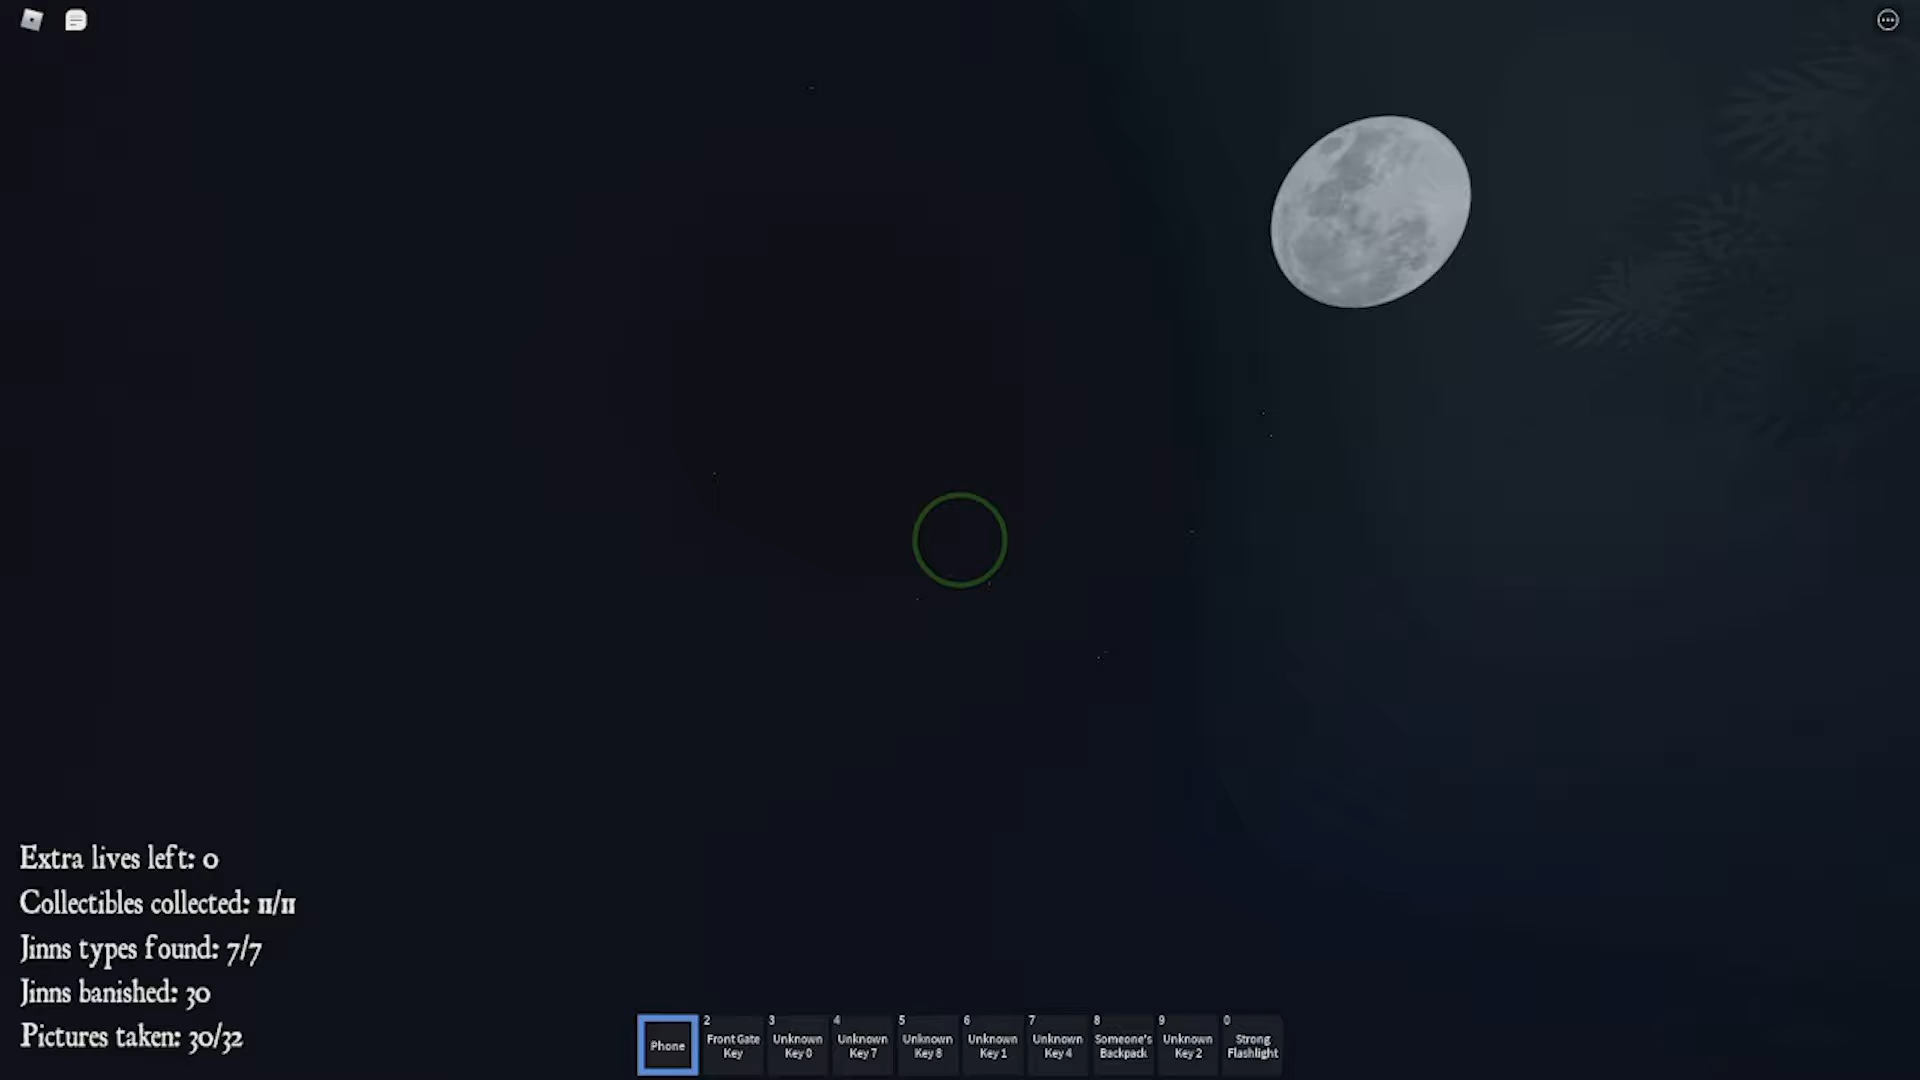 Extra lives left: 0
Collectibles collected: 11/11
Jinns types found: 7/7
Jinns banished: 30
Pictures taken: 30/32
Phone
2
Front Gate
Key
3
Unknown
Key 0
4
Unknown
Key 7
5
Unknown
Key 8
6
Unknown
Key 1
7
Unknown
Key 4
8
Someone's
Backpack
9
Unknown
Key 2
0
Strong
Flashlight